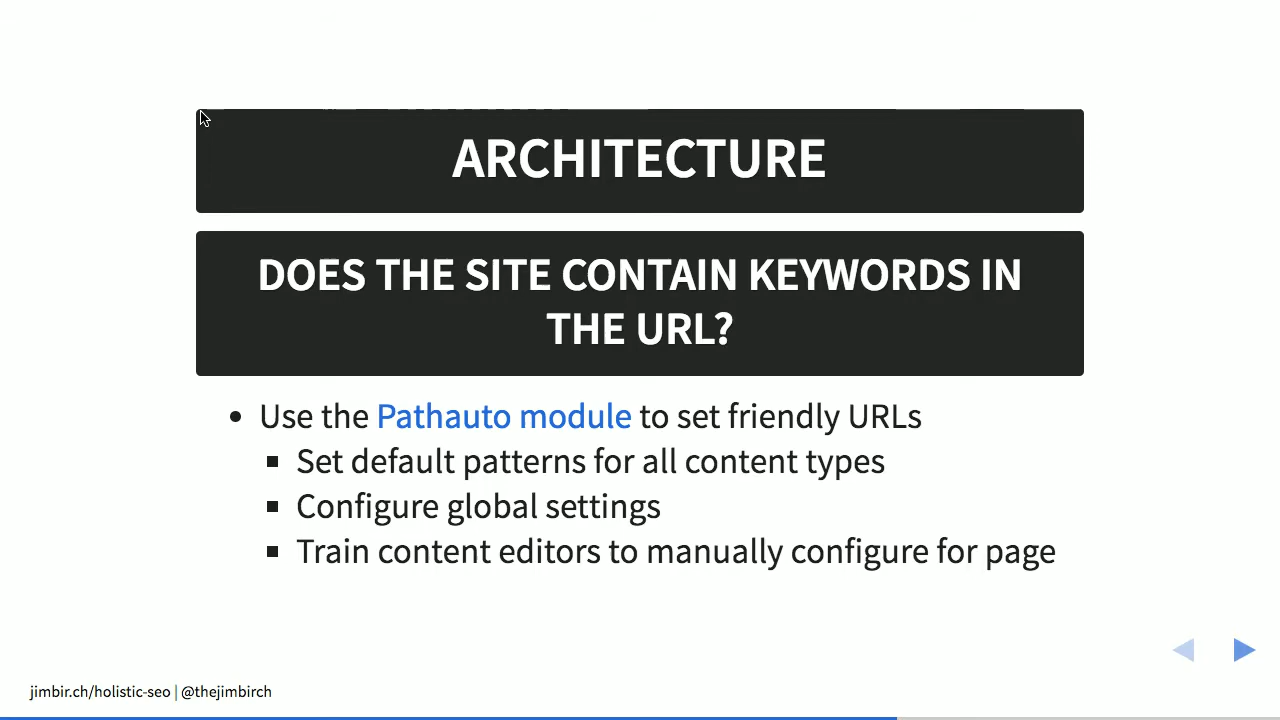 ARCHITECTURE
DOES THE SITE CONTAIN KEYWORDS IN
THE URL?
Use the Pathauto module to set friendly URLs
Set default patterns for all content types
Configure global settings
Train content editors to manually configure for page
jimbir.ch/holistic-seo | @thejimbirch